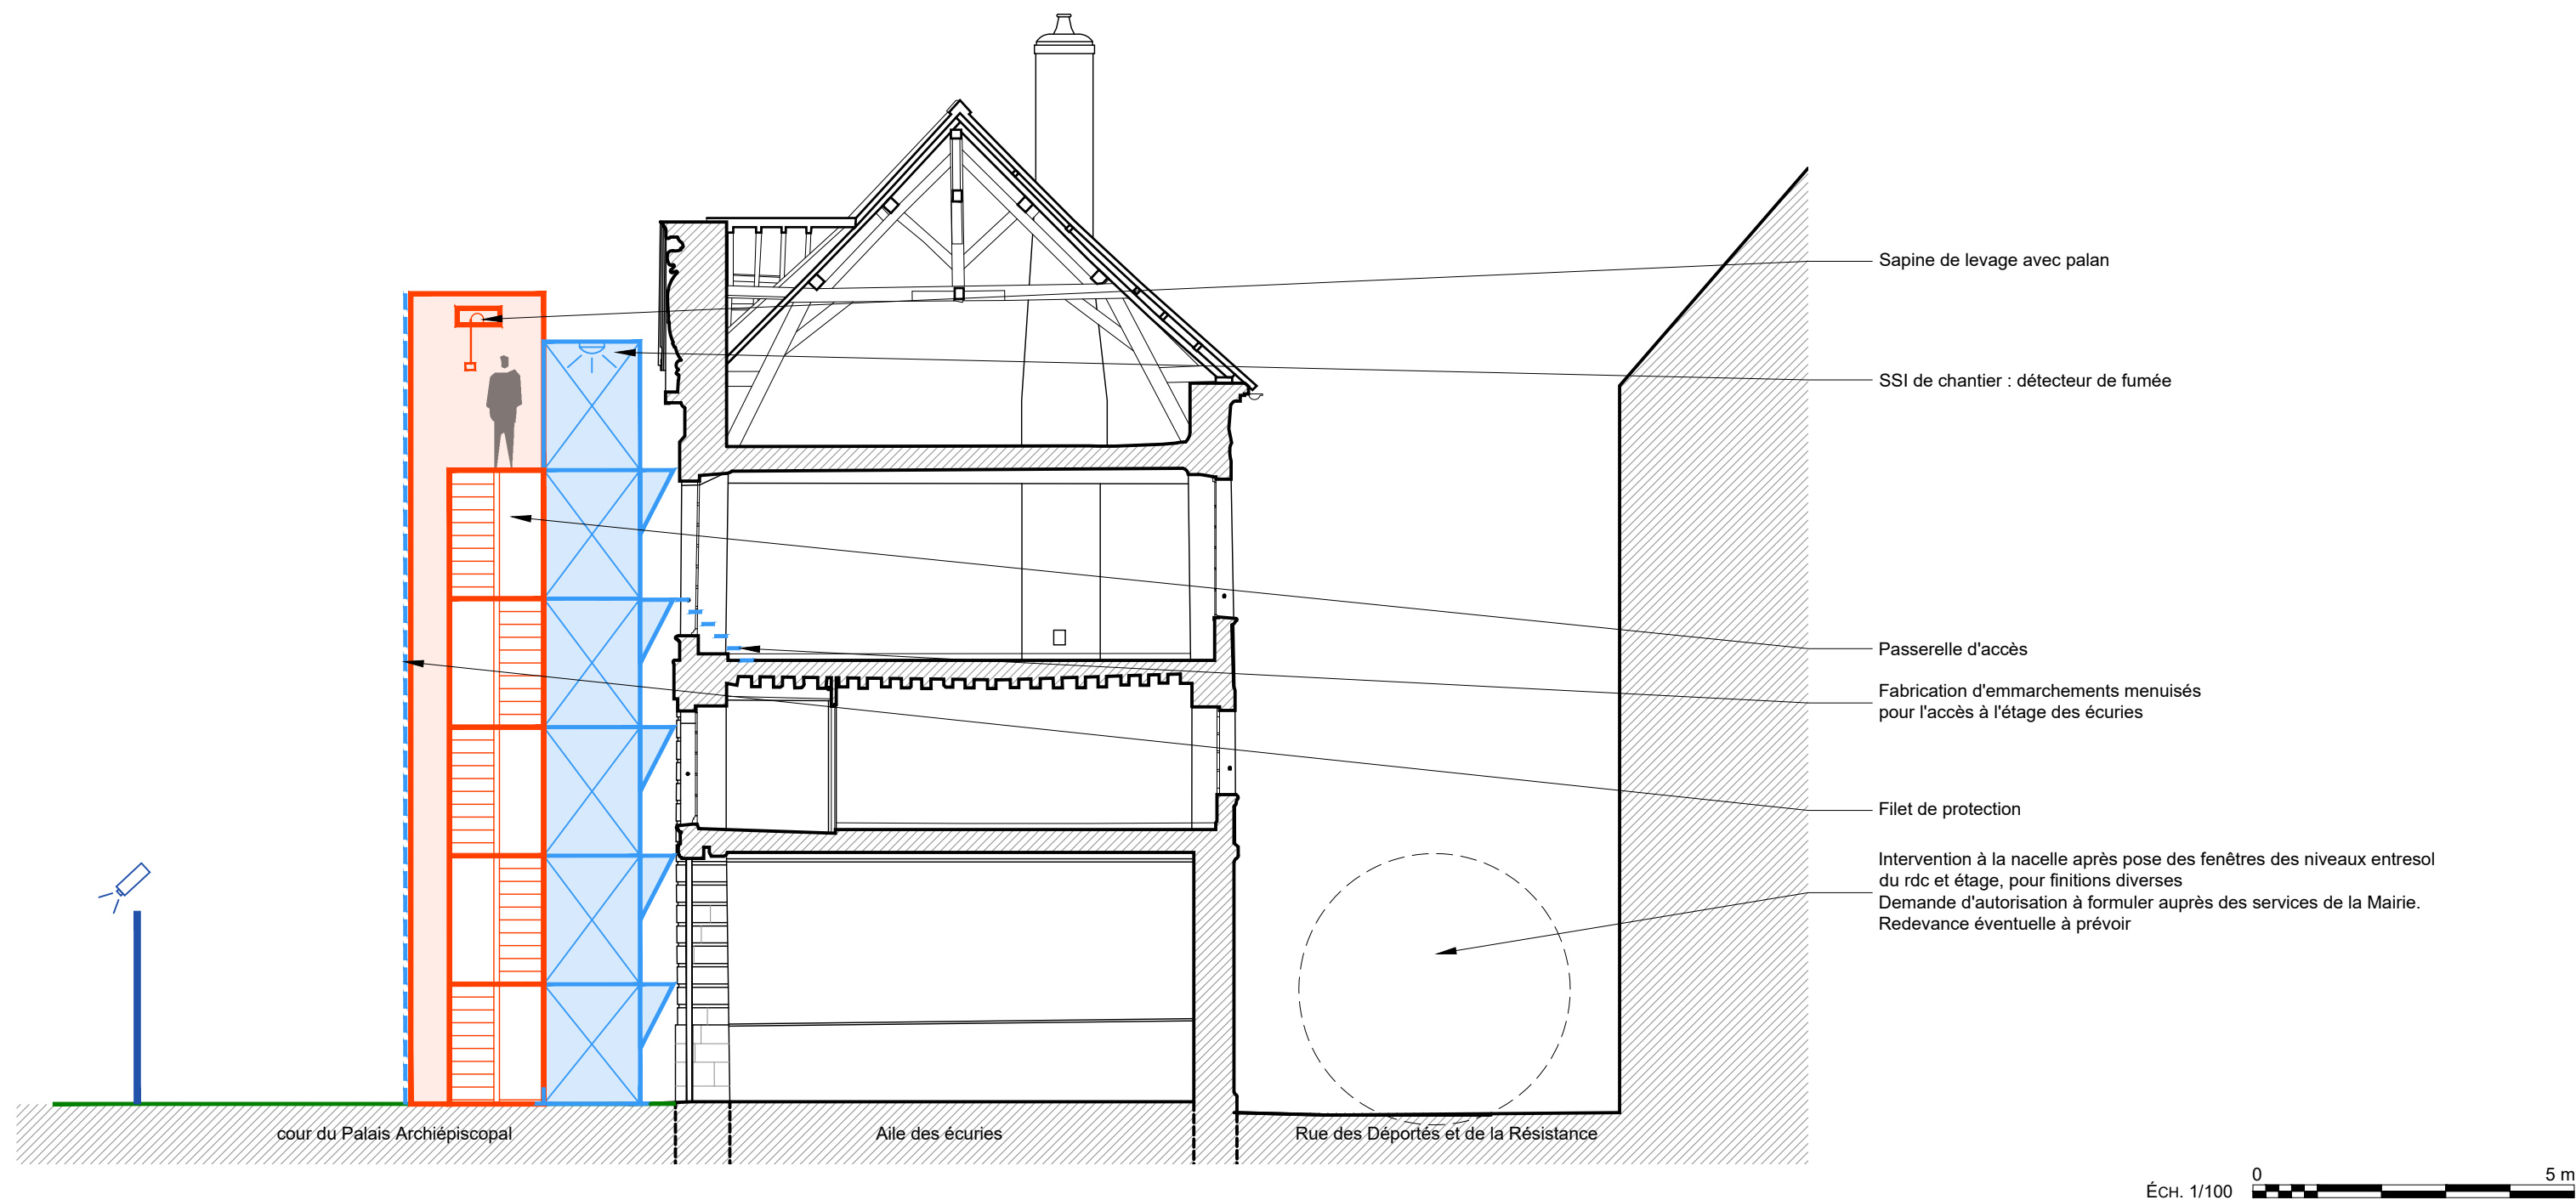 Sapine de levage avec palan
SSI de chantier : détecteur de fumée
Passerelle d'accès
Fabrication d'emmarchements menuisés
pour l'accès à l'étage des écuries
Filet de protection
Intervention à la nacelle après pose des fenêtres des niveaux entresol
du rdc et étage, pour finitions diverses
Demande d'autorisation à formuler auprès des services de la Mairie.
Redevance éventuelle à prévoir
cour du Palais Archiépiscopal
Aile des écuries
Rue des Déportés et de la Résistance
0 5 m
ÉCH. 1/100